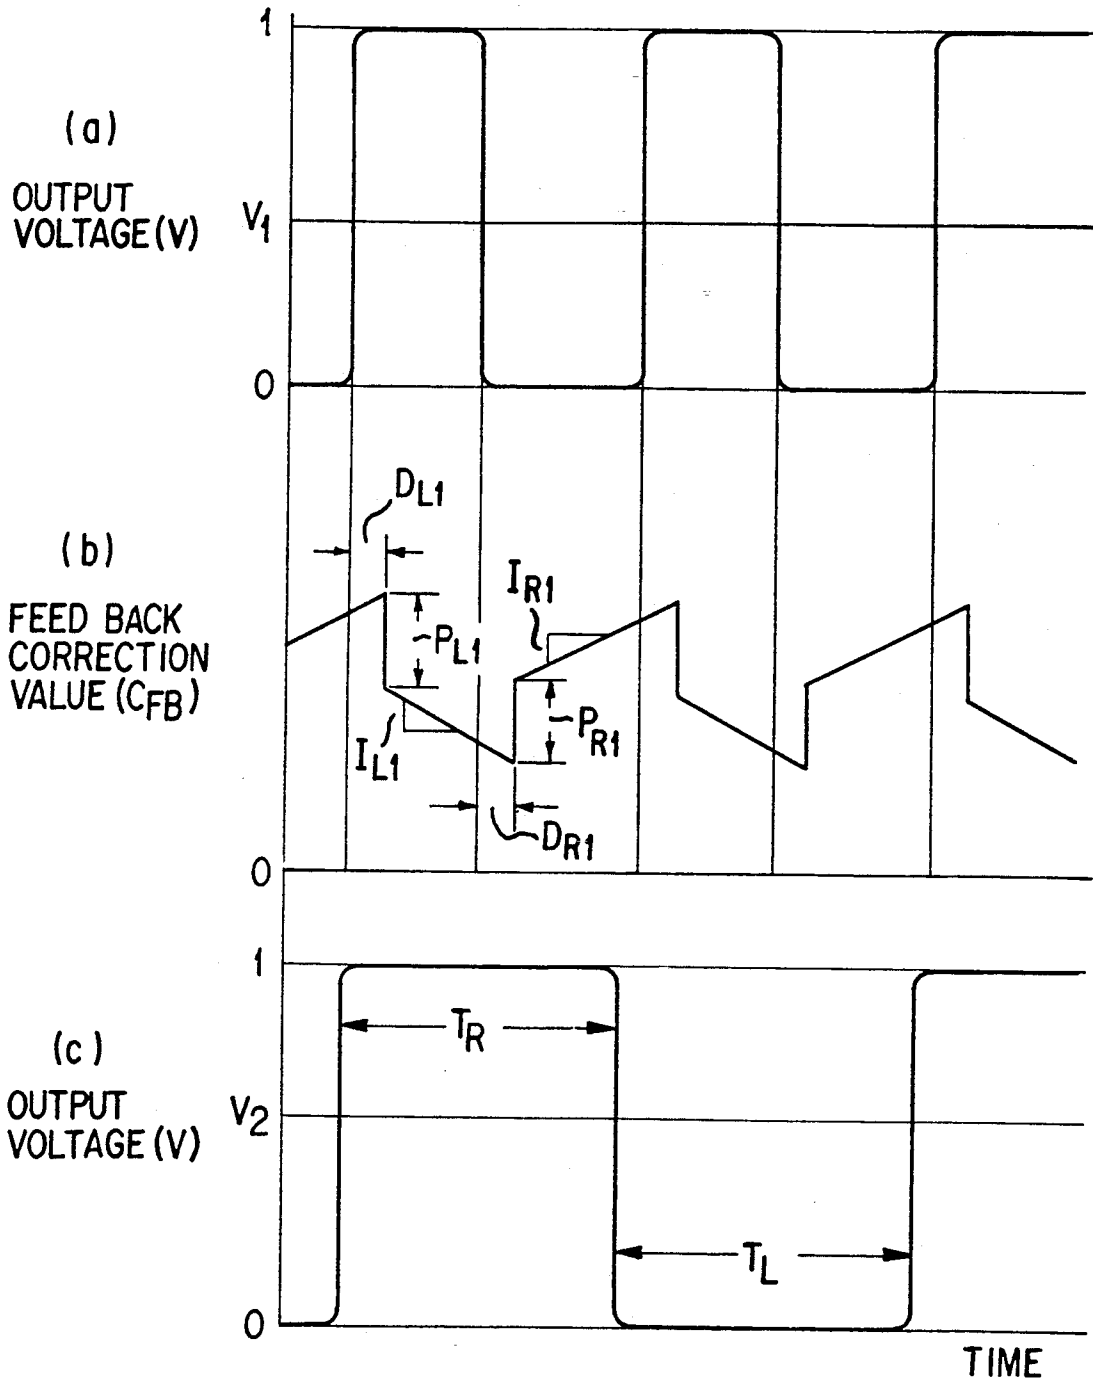 1
(a)
OUTPUT
VOLTAGE (V)
V1
0
DL1
(b)
IR1
FEED BACK
CORRECTION
VALUE (CFB)
PL1
PR1
IL1
DR1
0
1
TR
(c)
OUTPUT
VOLTAGE (V)
V2
TL
0
TIME